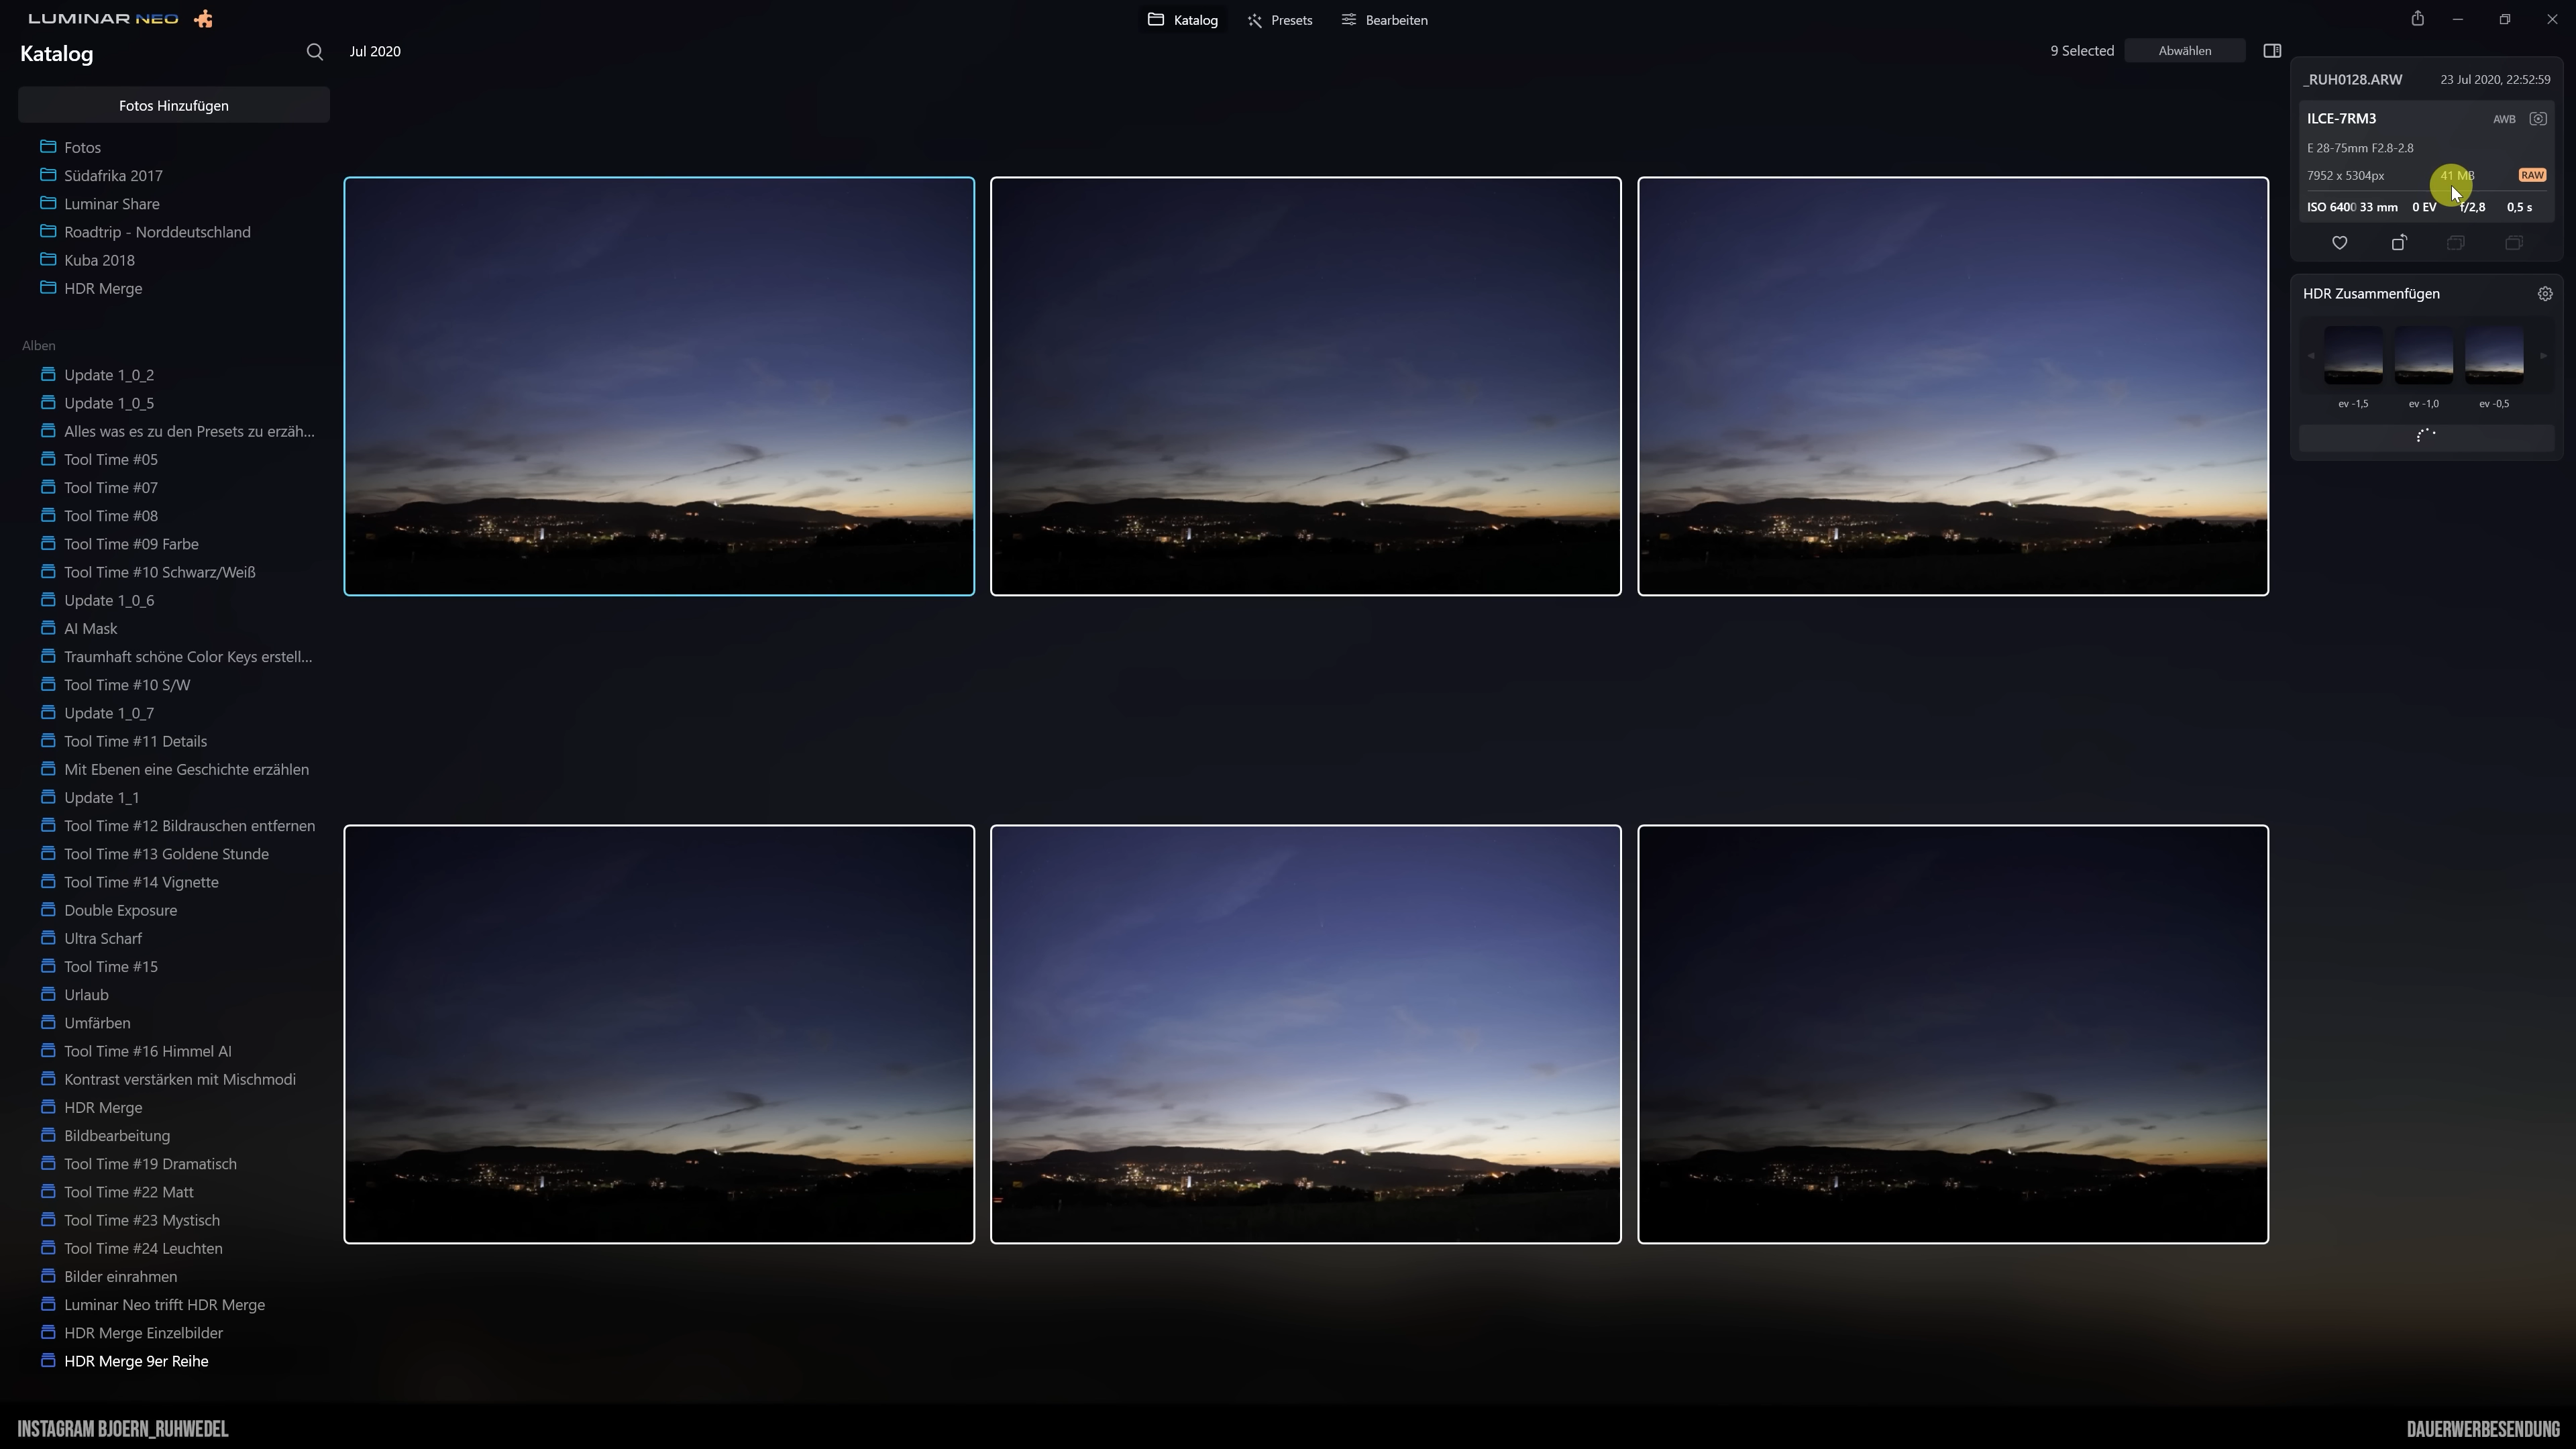 LUMINAR NEO
Katalog
Presets
Bearbeiten
Katalog
Jul 2020
9 Selected
Abwählen
Fotos Hinzufügen
Fotos
Südafrika 2017
Luminar Share
Roadtrip - Norddeutschland
Kuba 2018
HDR Merge
Alben
Update 1_0_2
Update 1_0_5
Alles was es zu den Presets zu erzäh...
Tool Time #05
Tool Time #07
Tool Time #08
Tool Time #09 Farbe
Tool Time #10 Schwarz/Weiß
Update 1_0_6
AI Mask
Traumhaft schöne Color Keys erstell...
Tool Time #10 S/W
Update 1_0_7
Tool Time #11 Details
Mit Ebenen eine Geschichte erzählen
Update 1_1
Tool Time #12 Bildrauschen entfernen
Tool Time #13 Goldene Stunde
Tool Time #14 Vignette
Double Exposure
Ultra Scharf
Tool Time #15
Urlaub
Umfärben
Tool Time #16 Himmel AI
Kontrast verstärken mit Mischmodi
HDR Merge
Bildbearbeitung
Tool Time #19 Dramatisch
Tool Time #22 Matt
Tool Time #23 Mystisch
Tool Time #24 Leuchten
Bilder einrahmen
Luminar Neo trifft HDR Merge
HDR Merge Einzelbilder
HDR Merge 9er Reihe
_RUH0128.ARW 23 Jul 2020, 22:52:59
ILCE-7RM3 AWB
E 28-75mm F2.8-2.8
7952 x 5304px 41 MB RAW
ISO 6400 33 mm 0 EV f/2,8 0,5 s
HDR Zusammenfügen
ev -1,5 ev -1,0 ev -0,5
INSTAGRAM BJOERN_RUHWEDEL
DAUERWERBESENDUNG